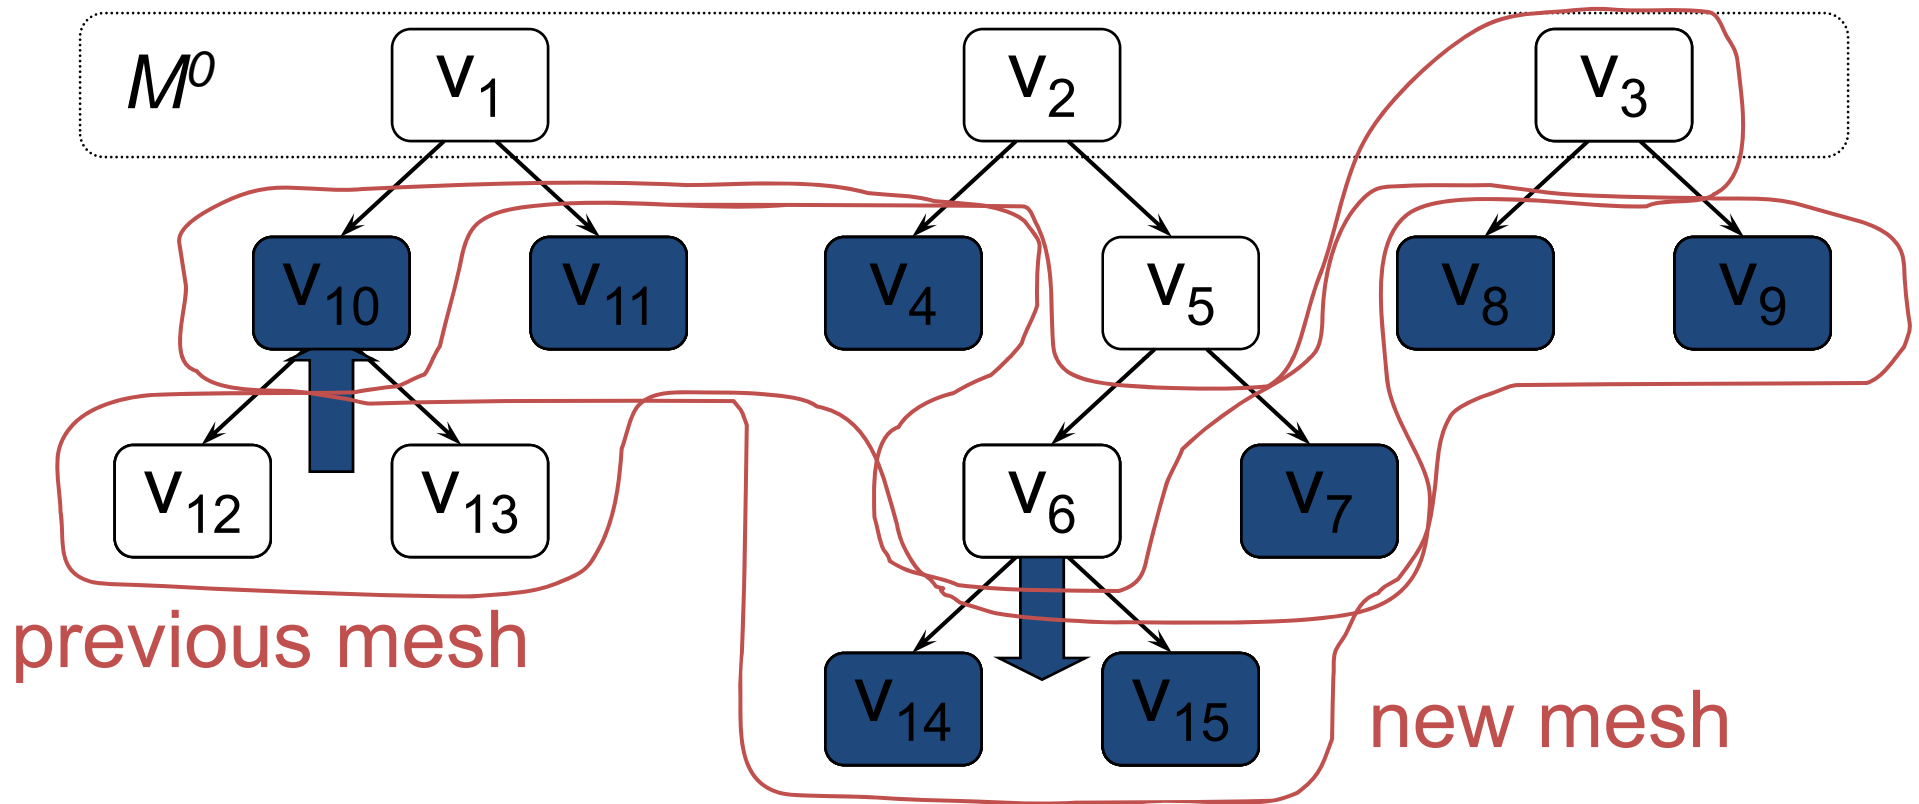 M⁰ v₁ v₂ v₃
v₁₀ v₁₁ v₄ v₅ v₈ v₉
v₁₂ v₁₃ v₆ v₇
previous mesh
v₁₄ v₁₅
new mesh